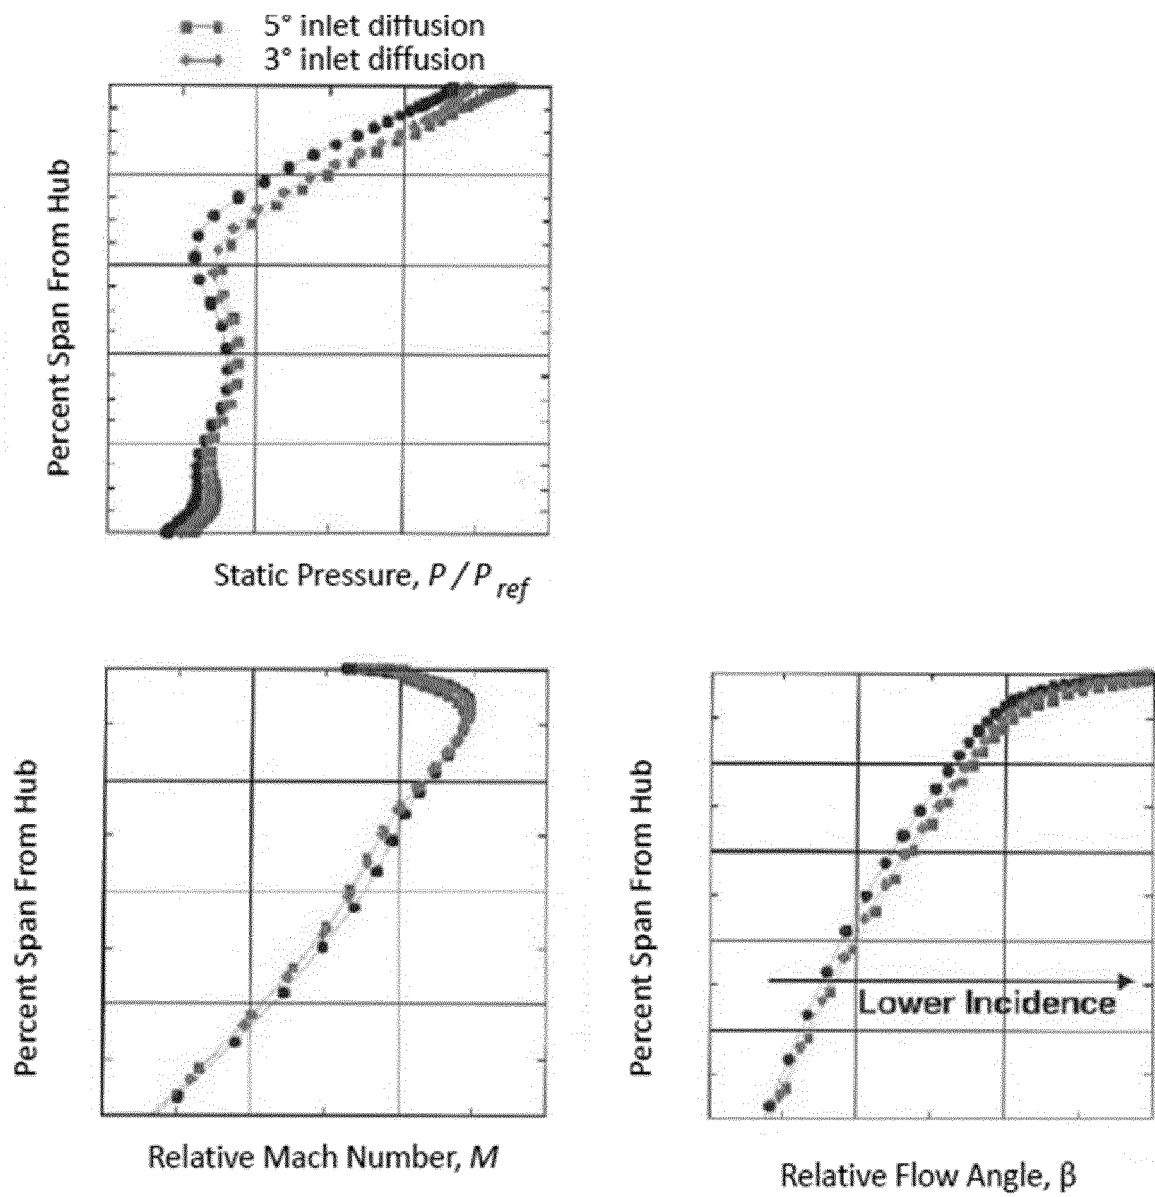 5° inlet diffusion
3° inlet diffusion
Percent Span From Hub
Static Pressure, P / P ref
Percent Span From Hub
Relative Mach Number, M
Percent Span From Hub
Lower Incidence
Relative Flow Angle, β